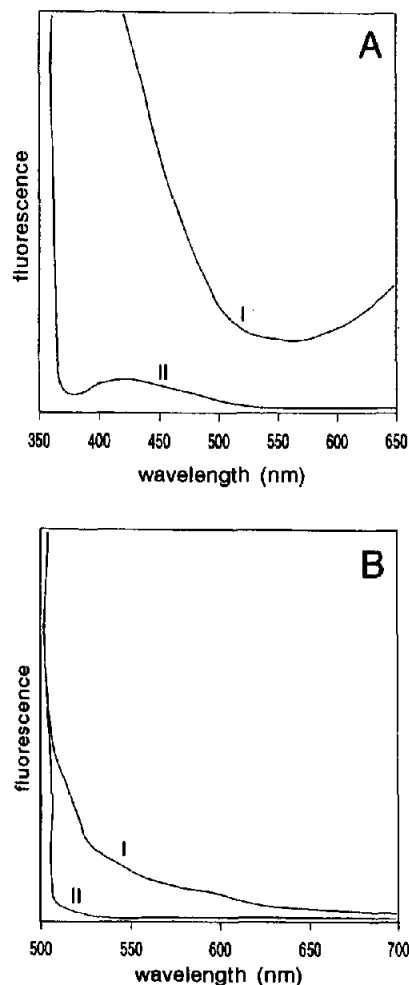 A
fluorescence
I
II
350 400 450 500 550 600 650
wavelength (nm)
B
fluorescence
I
II
500 550 600 650 700
wavelength (nm)